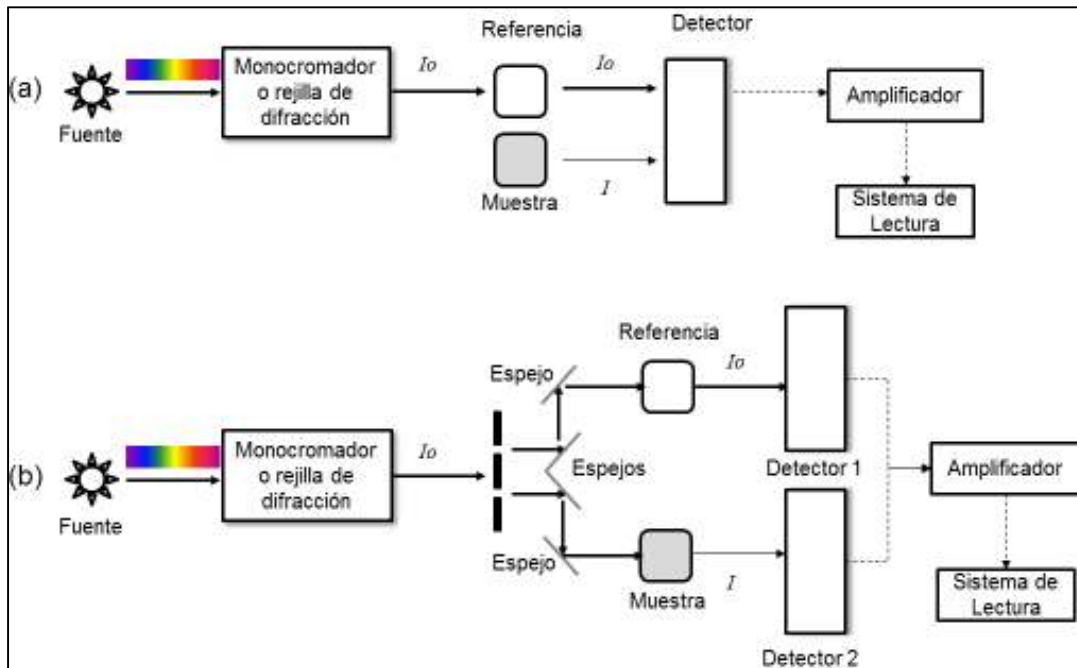 Referencia
Detector
(a)
Fuente
Monocromador
o rejilla de
difracción
Io
Io
I
Muestra
Amplificador
Sistema de
Lectura
(b)
Fuente
Monocromador
o rejilla de
difracción
Io
Espejo
Espejos
Espejo
Referencia
Io
Muestra
I
Detector 1
Detector 2
Amplificador
Sistema de
Lectura